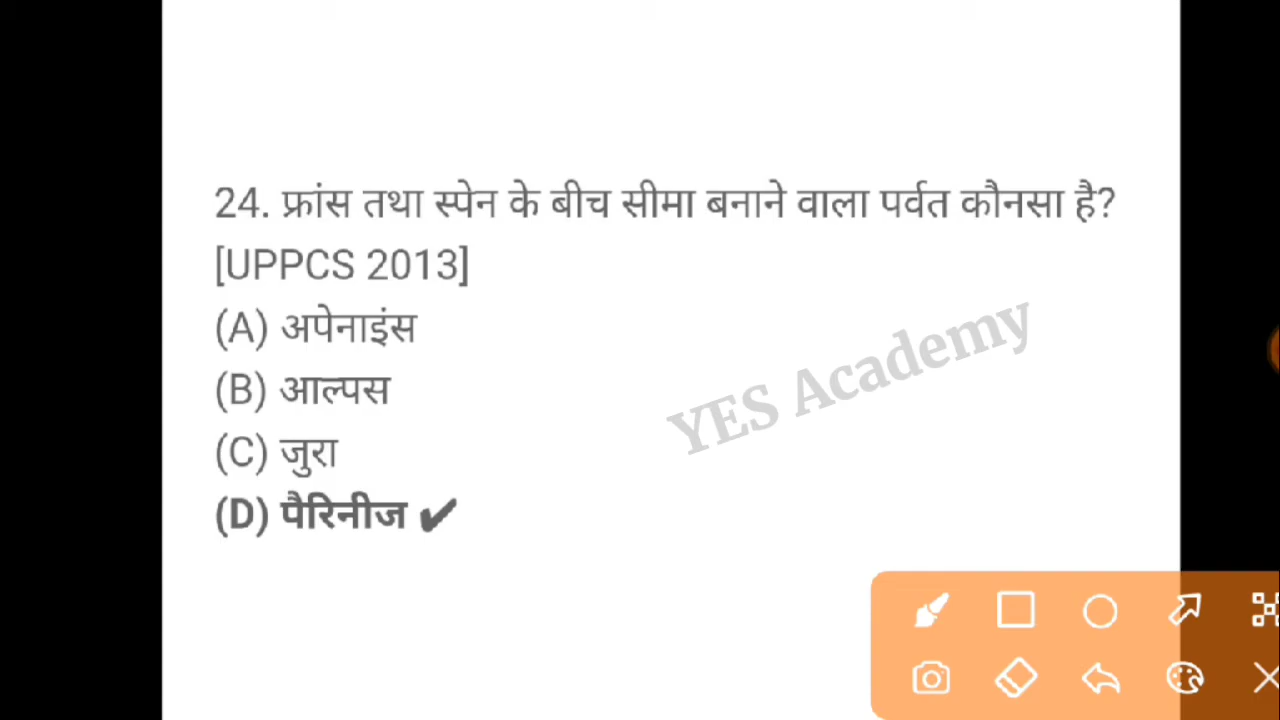 24. फ्रांस तथा स्पेन के बीच सीमा बनाने वाला पर्वत कौनसा है?
[UPPCS 2013]
(A) अपेनाइंस
(B) आल्पस
(C) जुरा
(D) पैरिनीज ✔
YES Academy